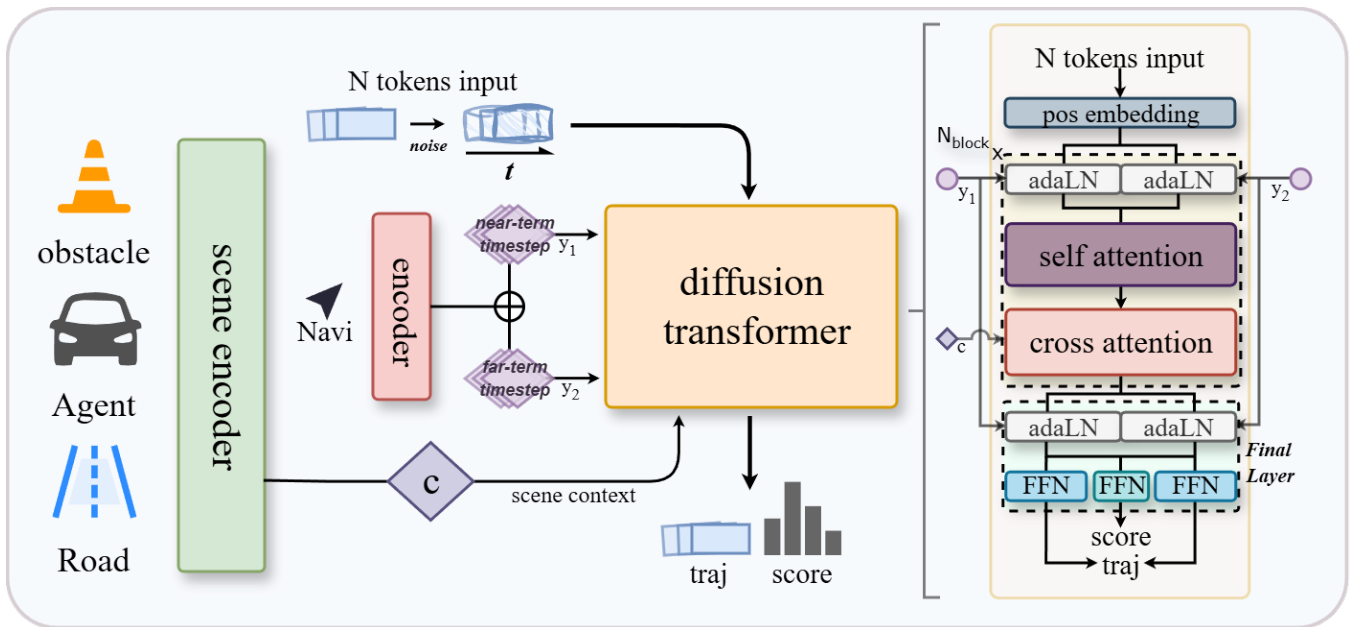 obstacle
Agent
Road
scene encoder
N tokens input
noise
t
Navi
encoder
near-term
timestep
y1
far-term
timestep
y2
c
scene context
diffusion
transformer
traj
score
N tokens input
pos embedding
Nblock x
adaLN
adaLN
y1
y2
self attention
c
cross attention
adaLN
adaLN
Final
Layer
FFN
FFN
FFN
score
traj